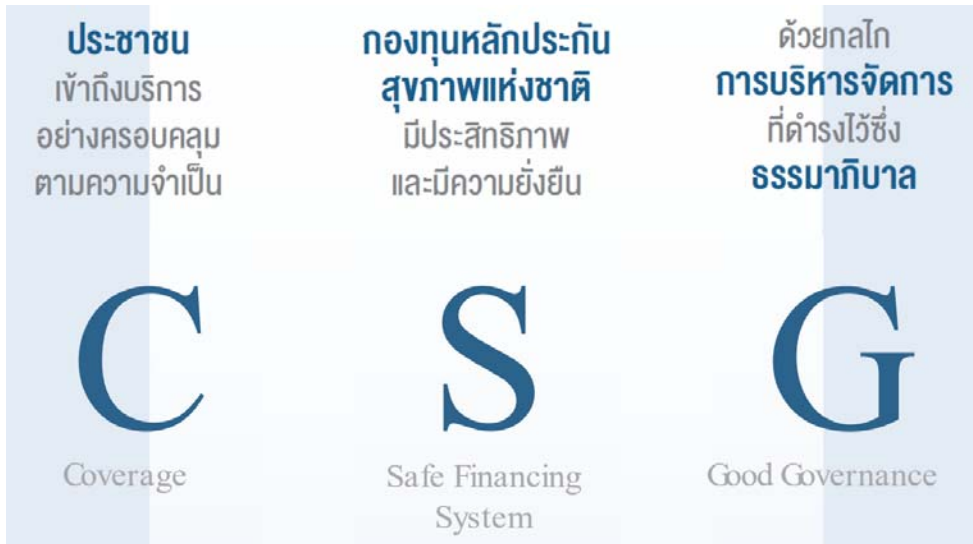 ประชาชน
เข้าถึงบริการ
อย่างครอบคลุม
ตามความจำเป็น
กองทุนหลักประกัน
สุขภาพแห่งชาติ
มีประสิทธิภาพ
และมีความยั่งยืน
ด้วยกลไก
การบริหารจัดการ
ที่ดำรงไว้ซึ่ง
ธรรมาภิบาล
C
S
G
Coverage
Safe Financing
System
Good Governance